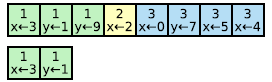 1 1 1 2 3 3 3 3
x←3 y←1 y←9 x←2 x←0 y←7 x←5 x←4
1 1
x←3 y←1